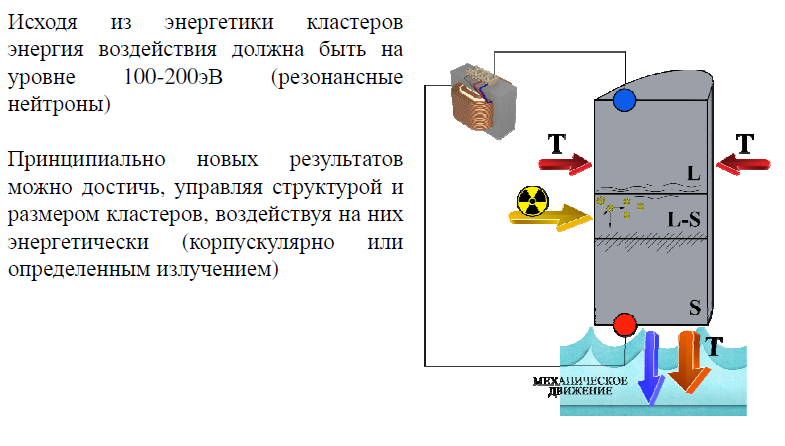 Исходя из энергетики кластеров
энергия воздействия должна быть на
уровне 100-200эВ (резонансные
нейтроны)
Принципиально новых результатов
можно достичь, управляя структурой и
размером кластеров, воздействуя на них
энергетически (корпускулярно или
определенным излучением)
T
T
L
L-S
S
T
МЕХАНИЧЕСКОЕ
ДВИЖЕНИЕ